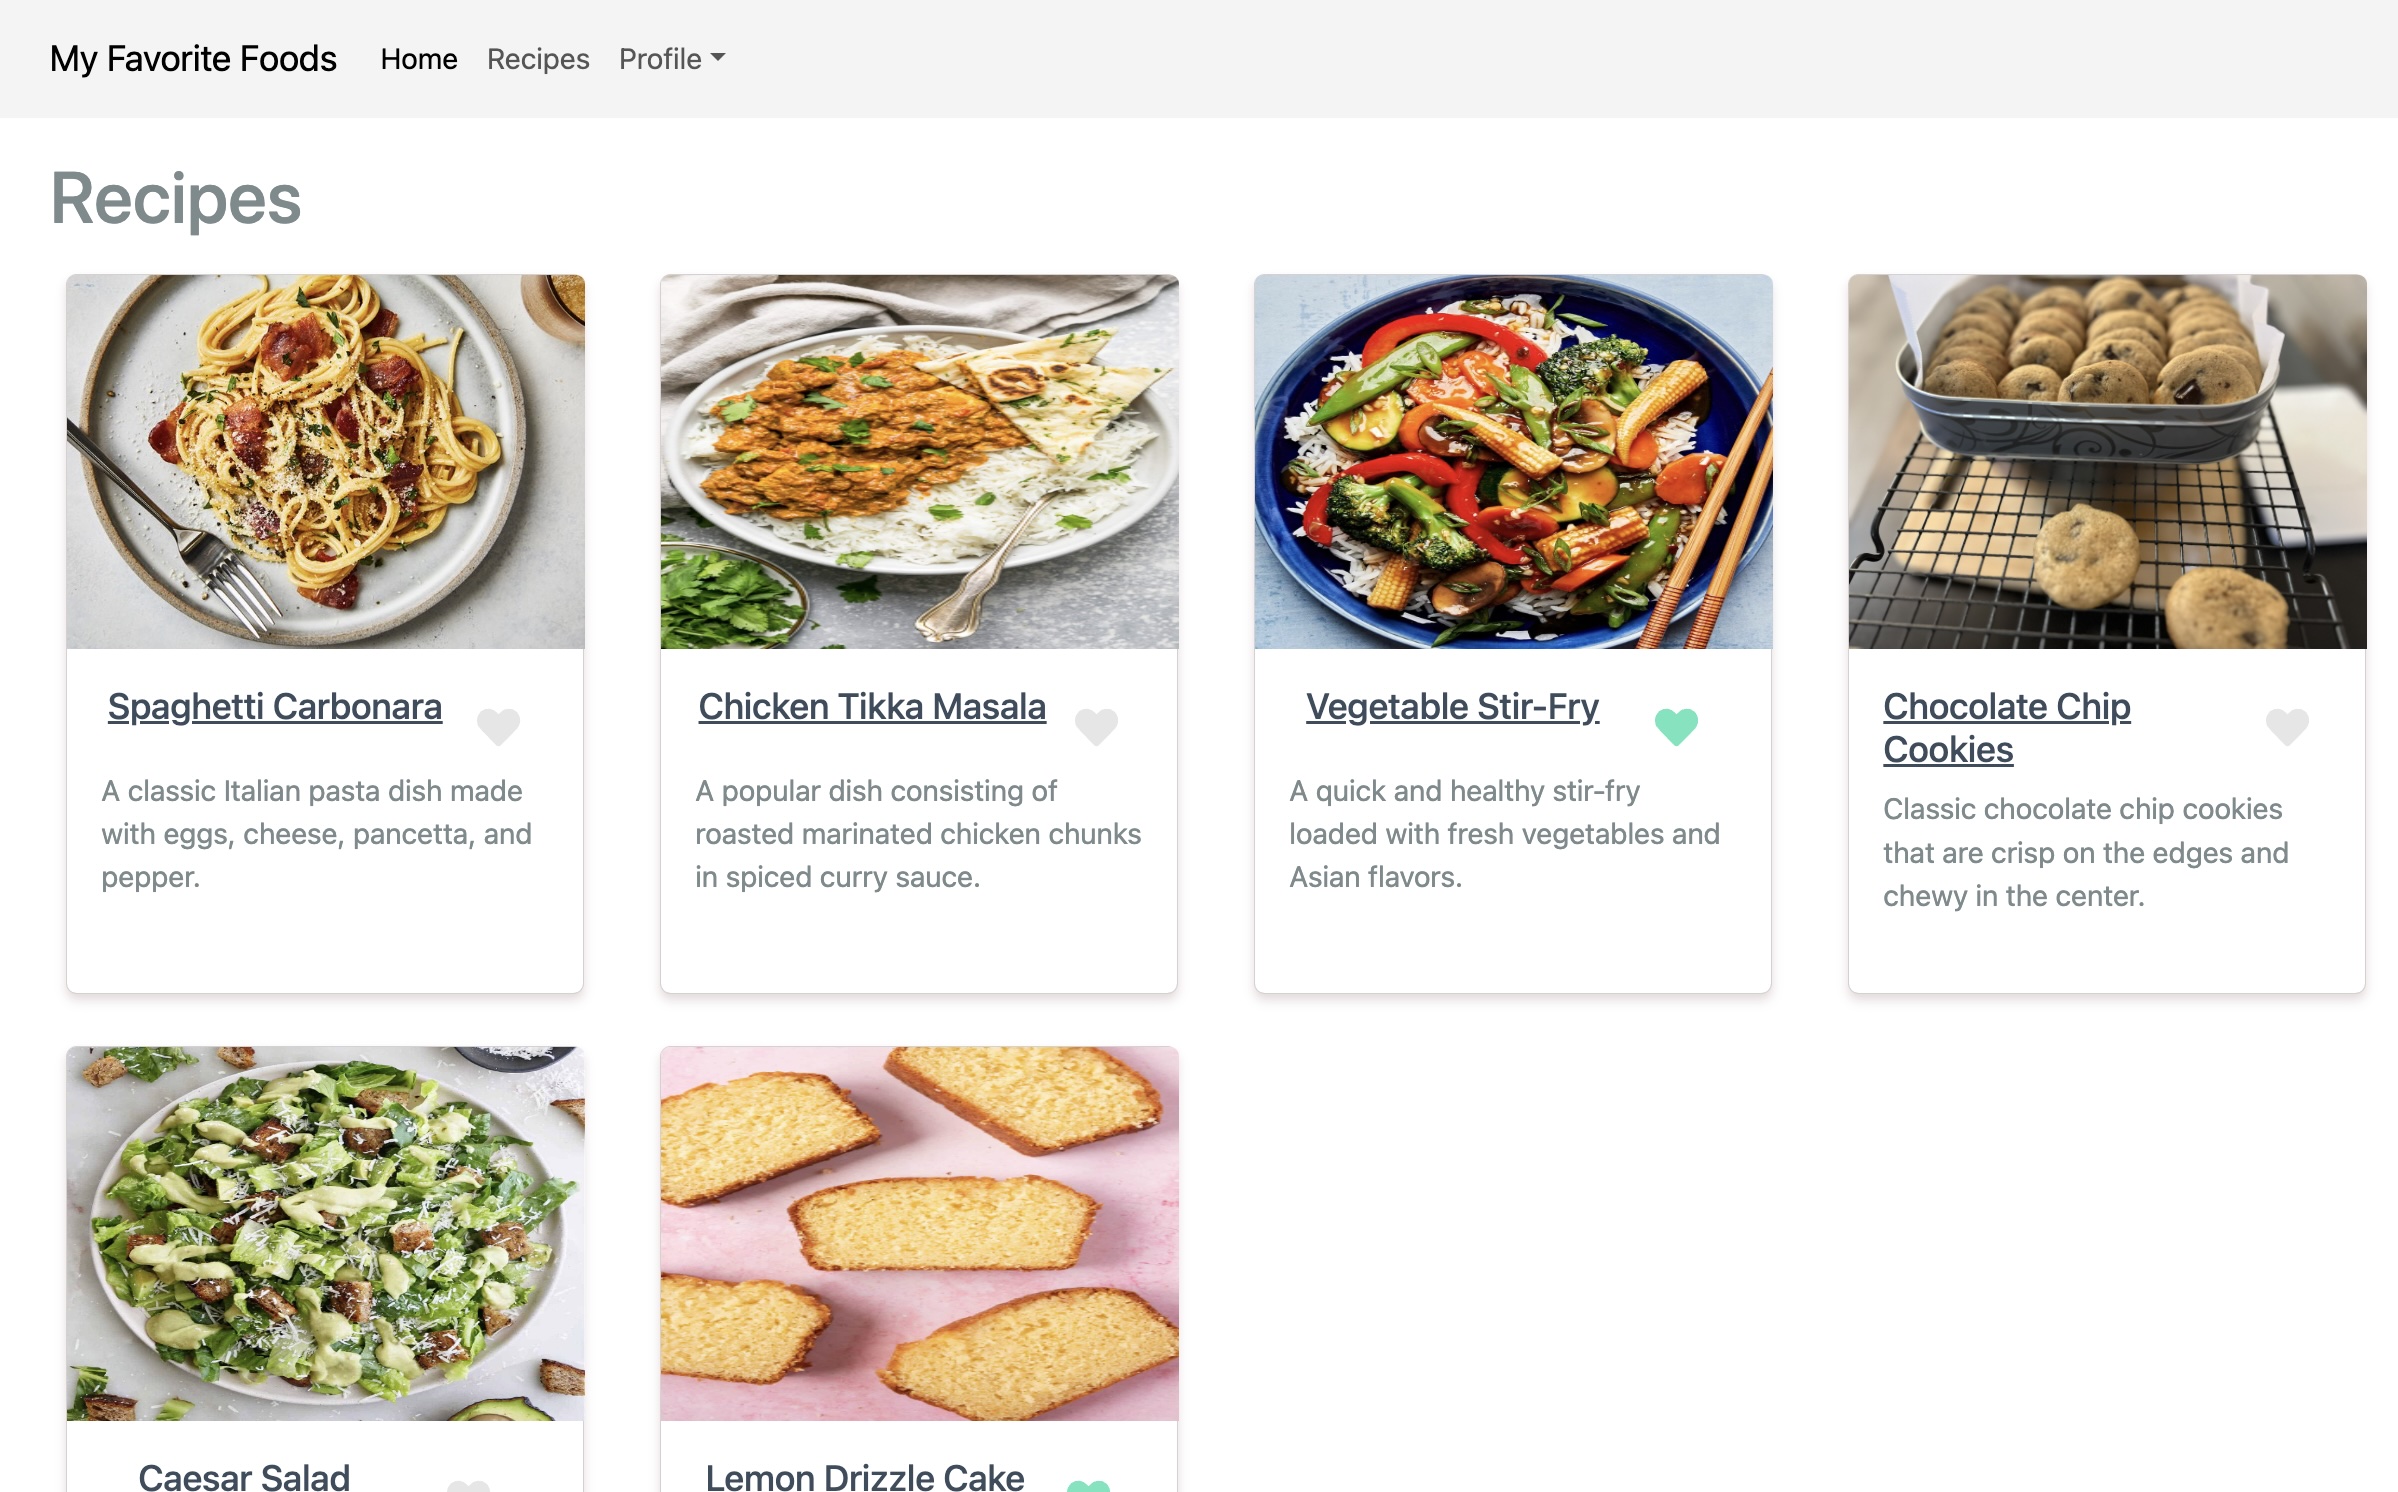 My Favorite Foods Home Recipes Profile
Recipes
Spaghetti Carbonara
A classic Italian pasta dish made
with eggs, cheese, pancetta, and
pepper.
Chicken Tikka Masala
A popular dish consisting of
roasted marinated chicken chunks
in spiced curry sauce.
Vegetable Stir-Fry
A quick and healthy stir-fry
loaded with fresh vegetables and
Asian flavors.
Chocolate Chip
Cookies
Classic chocolate chip cookies
that are crisp on the edges and
chewy in the center.
Caesar Salad
Lemon Drizzle Cake